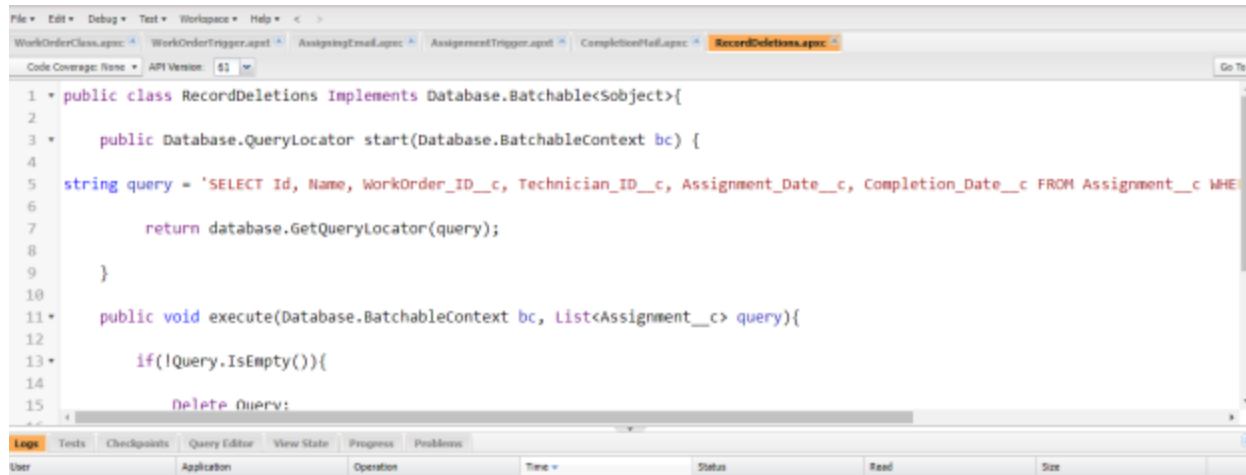 File Edit Debug Test Workspace Help < >
WorkOrderClass.apxc WorkOrderTrigger.apxt AssigningEmail.apxc AssignmentTrigger.apxt CompletionMail.apxc RecordDeletions.apxc
Code Coverage: None API Version: 61 Go To
1 public class RecordDeletions Implements Database.Batchable<Sobject>{
2
3 public Database.QueryLocator start(Database.BatchableContext bc) {
4
5 string query = 'SELECT Id, Name, WorkOrder_ID__c, Technician_ID__c, Assignment_Date__c, Completion_Date__c FROM Assignment__c WHE
6
7 return database.GetQueryLocator(query);
8
9 }
10
11 public void execute(Database.BatchableContext bc, List<Assignment__c> query){
12
13 if(!Query.IsEmpty()){
14
15 Delete Query;
Logs Tests Checkpoints Query Editor View State Progress Problems
User Application Operation Time Status Read Size